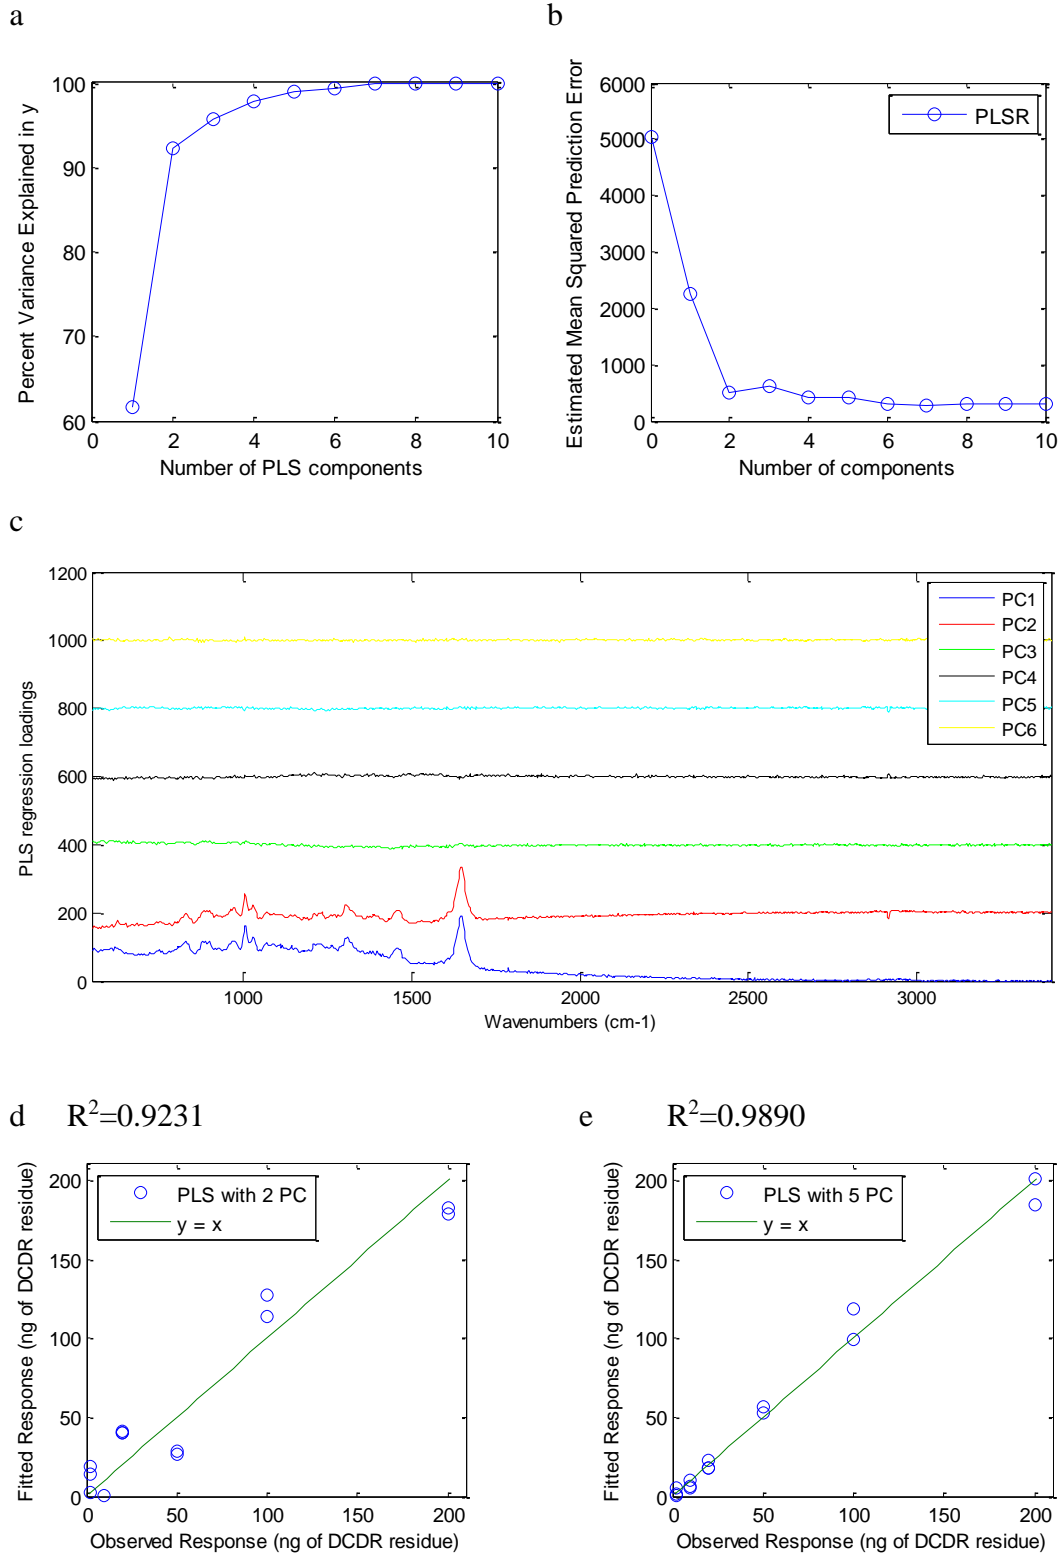 a
b
100
90
80
70
60
0
2
4
6
8
10
Percent Variance Explained in y
Number of PLS components
6000
5000
4000
3000
2000
1000
0
0
2
4
6
8
10
Estimated Mean Squared Prediction Error
Number of components
PLSR
c
1200
1000
800
600
400
200
0
1000
1500
2000
2500
3000
PLS regression loadings
Wavenumbers (cm-1)
PC1
PC2
PC3
PC4
PC5
PC6
d R²=0.9231
e R²=0.9890
200
150
100
50
0
0
50
100
150
200
Fitted Response (ng of DCDR residue)
Observed Response (ng of DCDR residue)
PLS with 2 PC
y = x
200
150
100
50
0
0
50
100
150
200
Fitted Response (ng of DCDR residue)
Observed Response (ng of DCDR residue)
PLS with 5 PC
y = x